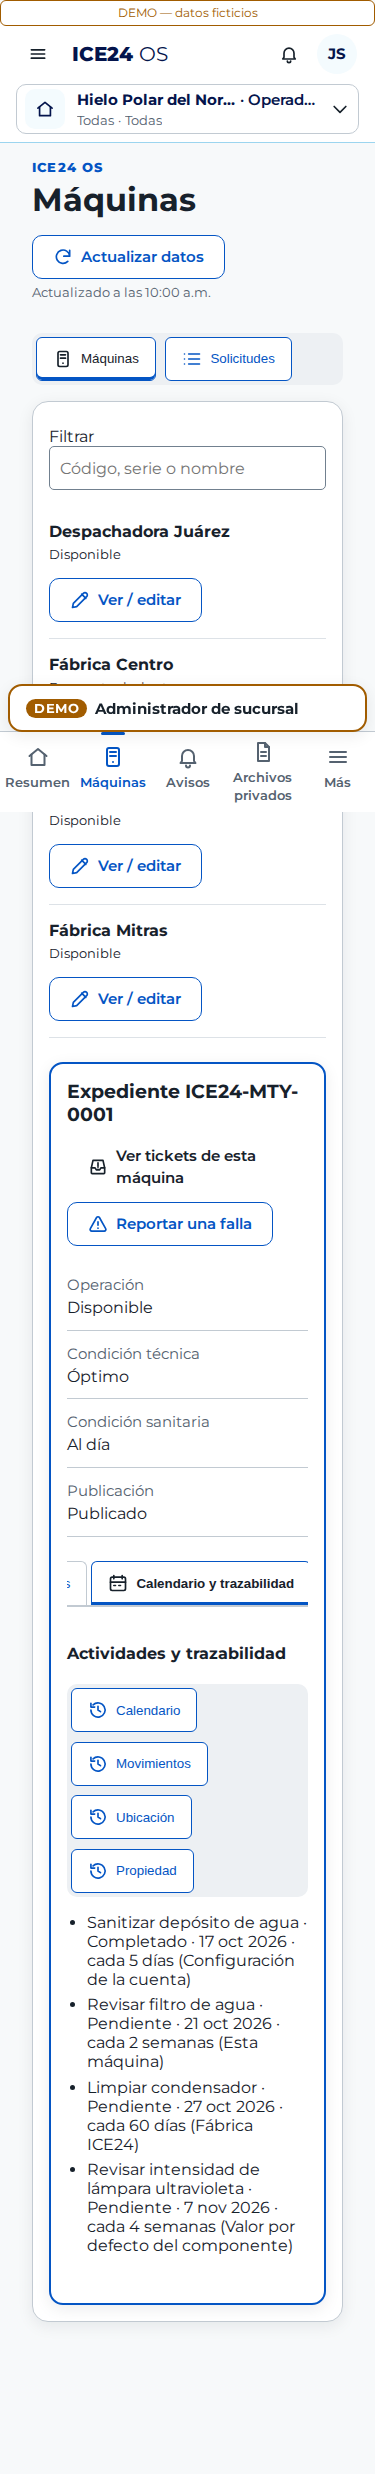 DEMO — datos ficticios
ICE24 OS
JS
Hielo Polar del Nor... · Operad...
Todas · Todas
ICE24 OS
Máquinas
Actualizar datos
Actualizado a las 10:00 a.m.
Máquinas
Solicitudes
Filtrar
Código, serie o nombre
Despachadora Juárez
Disponible
Ver / editar
Fábrica Centro
DEMO Administrador de sucursal
Resumen
Máquinas
Avisos
Archivos
privados
Más
Disponible
Ver / editar
Fábrica Mitras
Disponible
Ver / editar
Expediente ICE24-MTY-
0001
Ver tickets de esta
máquina
Reportar una falla
Operación
Disponible
Condición técnica
Óptimo
Condición sanitaria
Al día
Publicación
Publicado
s
Calendario y trazabilidad
Actividades y trazabilidad
Calendario
Movimientos
Ubicación
Propiedad
• Sanitizar depósito de agua ·
Completado · 17 oct 2026 ·
cada 5 días (Configuración
de la cuenta)
• Revisar filtro de agua ·
Pendiente · 21 oct 2026 ·
cada 2 semanas (Esta
máquina)
• Limpiar condensador ·
Pendiente · 27 oct 2026 ·
cada 60 días (Fábrica
ICE24)
• Revisar intensidad de
lámpara ultravioleta ·
Pendiente · 7 nov 2026 ·
cada 4 semanas (Valor por
defecto del componente)